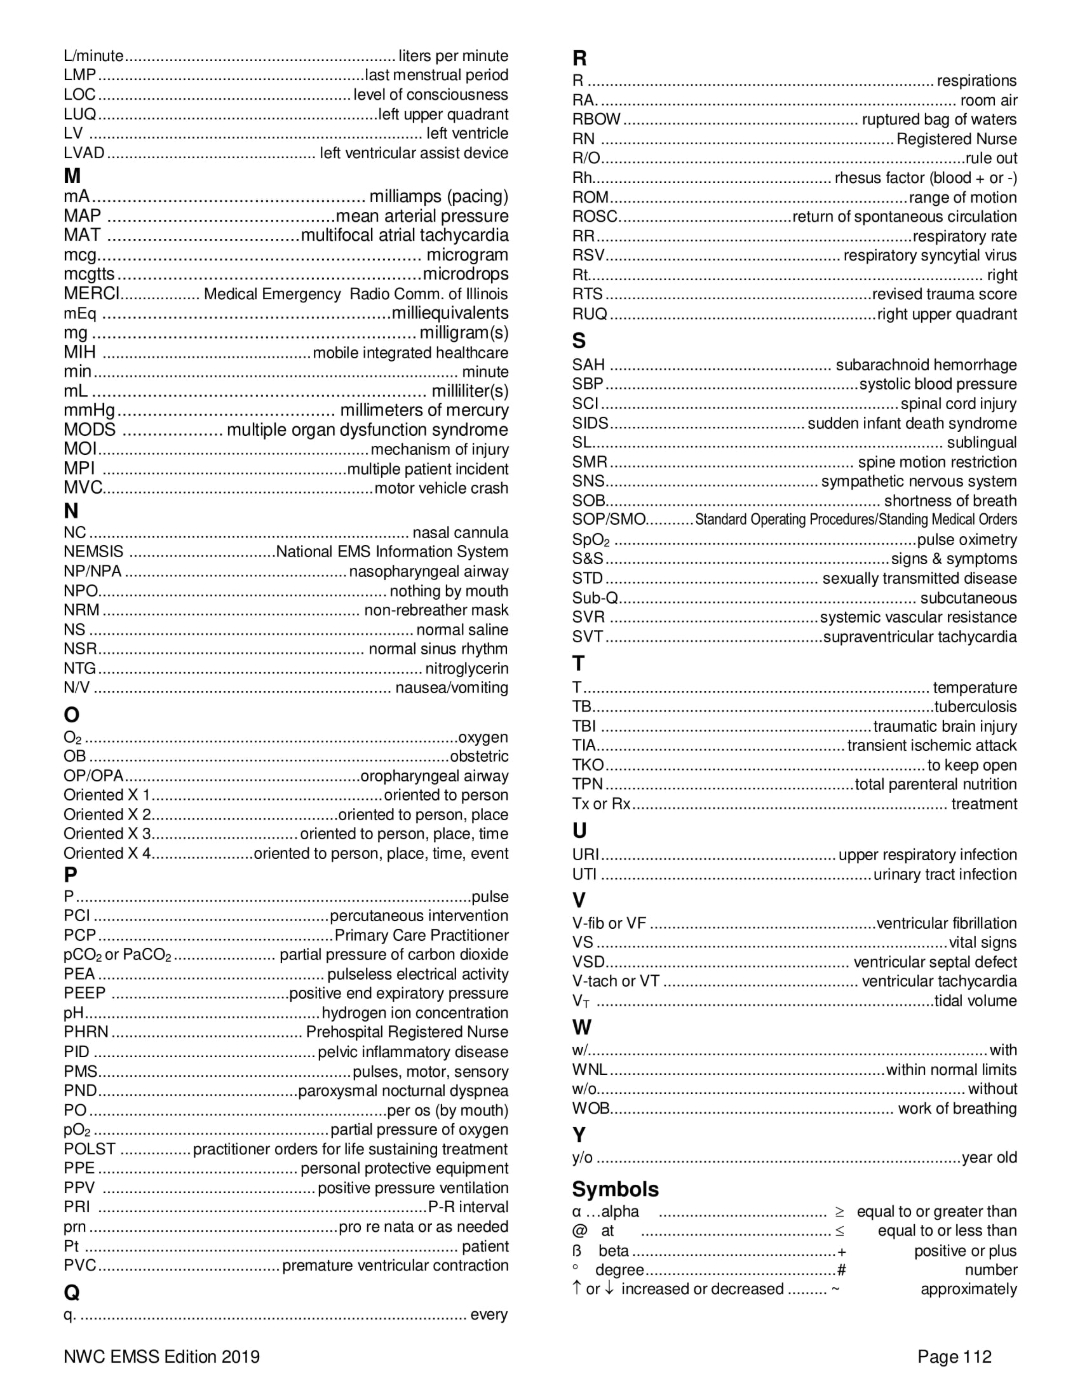 L/minute............................................................. liters per minute
LMP............................................................last menstrual period
LOC......................................................... level of consciousness
LUQ...............................................................left upper quadrant
LV ........................................................................... left ventricle
LVAD............................................... left ventricular assist device
M
mA....................................................... milliamps (pacing)
MAP ..............................................mean arterial pressure
MAT .......................................multifocal atrial tachycardia
mcg................................................................. microgram
mcgtts.............................................................microdrops
MERCI.................. Medical Emergency Radio Comm. of Illinois
mEq ..........................................................milliequivalents
mg ................................................................. milligram(s)
MIH ............................................... mobile integrated healthcare
min.................................................................................. minute
mL .................................................................... milliliter(s)
mmHg............................................ millimeters of mercury
MODS .................... multiple organ dysfunction syndrome
MOI............................................................. mechanism of injury
MPI .......................................................multiple patient incident
MVC.............................................................motor vehicle crash
N
NC........................................................................ nasal cannula
NEMSIS .................................National EMS Information System
NP/NPA .................................................. nasopharyngeal airway
NPO................................................................. nothing by mouth
NRM .......................................................... non-rebreather mask
NS ......................................................................... normal saline
NSR............................................................ normal sinus rhythm
NTG......................................................................... nitroglycerin
N/V ................................................................... nausea/vomiting
O
O₂ ....................................................................................oxygen
OB.................................................................................obstetric
OP/OPA.....................................................oropharyngeal airway
Oriented X 1....................................................oriented to person
Oriented X 2..........................................oriented to person, place
Oriented X 3................................. oriented to person, place, time
Oriented X 4.......................oriented to person, place, time, event
P
P.........................................................................................pulse
PCI .....................................................percutaneous intervention
PCP.....................................................Primary Care Practitioner
pCO₂ or PaCO₂....................... partial pressure of carbon dioxide
PEA ................................................... pulseless electrical activity
PEEP ........................................positive end expiratory pressure
pH..................................................... hydrogen ion concentration
PHRN ........................................... Prehospital Registered Nurse
PID .................................................. pelvic inflammatory disease
PMS......................................................... pulses, motor, sensory
PND.............................................paroxysmal nocturnal dyspnea
PO ...................................................................per os (by mouth)
pO₂ ..................................................... partial pressure of oxygen
POLST ................ practitioner orders for life sustaining treatment
PPE ............................................. personal protective equipment
PPV ................................................ positive pressure ventilation
PRI ..........................................................................P-R interval
prn ........................................................pro re nata or as needed
Pt .................................................................................... patient
PVC......................................... premature ventricular contraction
Q
q. ....................................................................................... every
R
R .............................................................................. respirations
RA. ................................................................................ room air
RBOW ..................................................... ruptured bag of waters
RN .................................................................. Registered Nurse
R/O..................................................................................rule out
Rh...................................................... rhesus factor (blood + or -)
ROM...................................................................range of motion
ROSC.......................................return of spontaneous circulation
RR.......................................................................respiratory rate
RSV..................................................... respiratory syncytial virus
Rt......................................................................................... right
RTS............................................................revised trauma score
RUQ............................................................right upper quadrant
S
SAH .................................................. subarachnoid hemorrhage
SBP.........................................................systolic blood pressure
SCI ................................................................... spinal cord injury
SIDS............................................ sudden infant death syndrome
SL............................................................................... sublingual
SMR ....................................................... spine motion restriction
SNS................................................ sympathetic nervous system
SOB.............................................................. shortness of breath
SOP/SMO...........Standard Operating Procedures/Standing Medical Orders
SpO₂ ....................................................................pulse oximetry
S&S................................................................ signs & symptoms
STD ................................................ sexually transmitted disease
Sub-Q................................................................... subcutaneous
SVR ...............................................systemic vascular resistance
SVT .................................................supraventricular tachycardia
T
T.............................................................................. temperature
TB.............................................................................tuberculosis
TBI .............................................................traumatic brain injury
TIA........................................................ transient ischemic attack
TKO........................................................................ to keep open
TPN........................................................total parenteral nutrition
Tx or Rx....................................................................... treatment
U
URI..................................................... upper respiratory infection
UTI ............................................................. urinary tract infection
V
V-fib or VF ...................................................ventricular fibrillation
VS ...............................................................................vital signs
VSD....................................................... ventricular septal defect
V-tach or VT ............................................ ventricular tachycardia
V_T ............................................................................tidal volume
W
w/.......................................................................................... with
WNL..............................................................within normal limits
w/o................................................................................... without
WOB................................................................ work of breathing
Y
y/o ..................................................................................year old
Symbols
α …alpha ...................................... ≥ equal to or greater than
@ at ........................................... ≤ equal to or less than
ß beta ..............................................+ positive or plus
° degree...........................................# number
↑ or ↓ increased or decreased ......... ~ approximately
NWC EMSS Edition 2019 Page 112